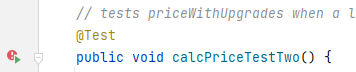 // tests priceWithUpgrades when a l
@Test
public void calcPriceTestTwo() {